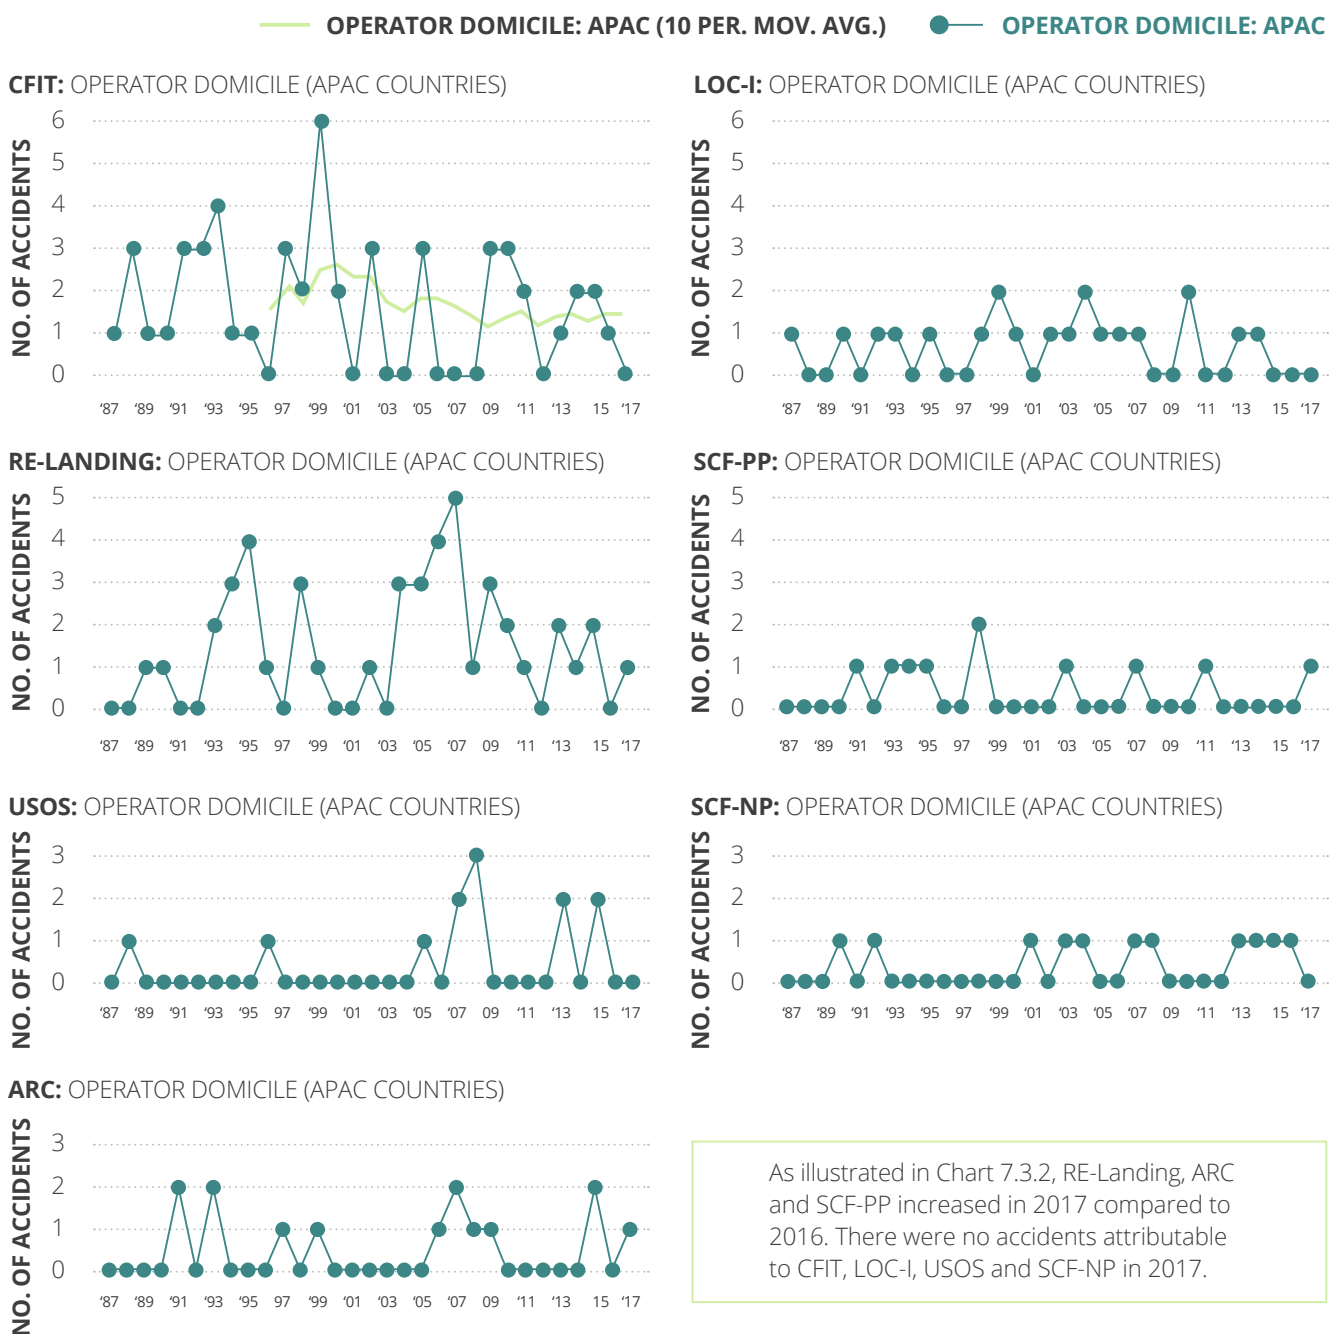 OPERATOR DOMICILE: APAC (10 PER. MOV. AVG.) OPERATOR DOMICILE: APAC
CFIT: OPERATOR DOMICILE (APAC COUNTRIES)
NO. OF ACCIDENTS
6
5
4
3
2
1
0
‘87 ‘89 ‘91 ‘93 ‘95 97 ‘99 ‘01 ‘03 ‘05 ‘07 09 ‘11 ‘13 15 ‘17
LOC-I: OPERATOR DOMICILE (APAC COUNTRIES)
NO. OF ACCIDENTS
6
5
4
3
2
1
0
‘87 ‘89 ‘91 ‘93 ‘95 97 ‘99 ‘01 ‘03 ‘05 ‘07 09 ‘11 ‘13 15 ‘17
RE-LANDING: OPERATOR DOMICILE (APAC COUNTRIES)
NO. OF ACCIDENTS
5
4
3
2
1
0
‘87 ‘89 ‘91 ‘93 ‘95 97 ‘99 ‘01 ‘03 ‘05 ‘07 09 ‘11 ‘13 15 ‘17
SCF-PP: OPERATOR DOMICILE (APAC COUNTRIES)
NO. OF ACCIDENTS
5
4
3
2
1
0
‘87 ‘89 ‘91 ‘93 ‘95 97 ‘99 ‘01 ‘03 ‘05 ‘07 09 ‘11 ‘13 15 ‘17
USOS: OPERATOR DOMICILE (APAC COUNTRIES)
NO. OF ACCIDENTS
3
2
1
0
‘87 ‘89 ‘91 ‘93 ‘95 97 ‘99 ‘01 ‘03 ‘05 ‘07 09 ‘11 ‘13 15 ‘17
SCF-NP: OPERATOR DOMICILE (APAC COUNTRIES)
NO. OF ACCIDENTS
3
2
1
0
‘87 ‘89 ‘91 ‘93 ‘95 97 ‘99 ‘01 ‘03 ‘05 ‘07 09 ‘11 ‘13 15 ‘17
ARC: OPERATOR DOMICILE (APAC COUNTRIES)
NO. OF ACCIDENTS
3
2
1
0
‘87 ‘89 ‘91 ‘93 ‘95 97 ‘99 ‘01 ‘03 ‘05 ‘07 09 ‘11 ‘13 15 ‘17
As illustrated in Chart 7.3.2, RE-Landing, ARC
and SCF-PP increased in 2017 compared to
2016. There were no accidents attributable
to CFIT, LOC-I, USOS and SCF-NP in 2017.